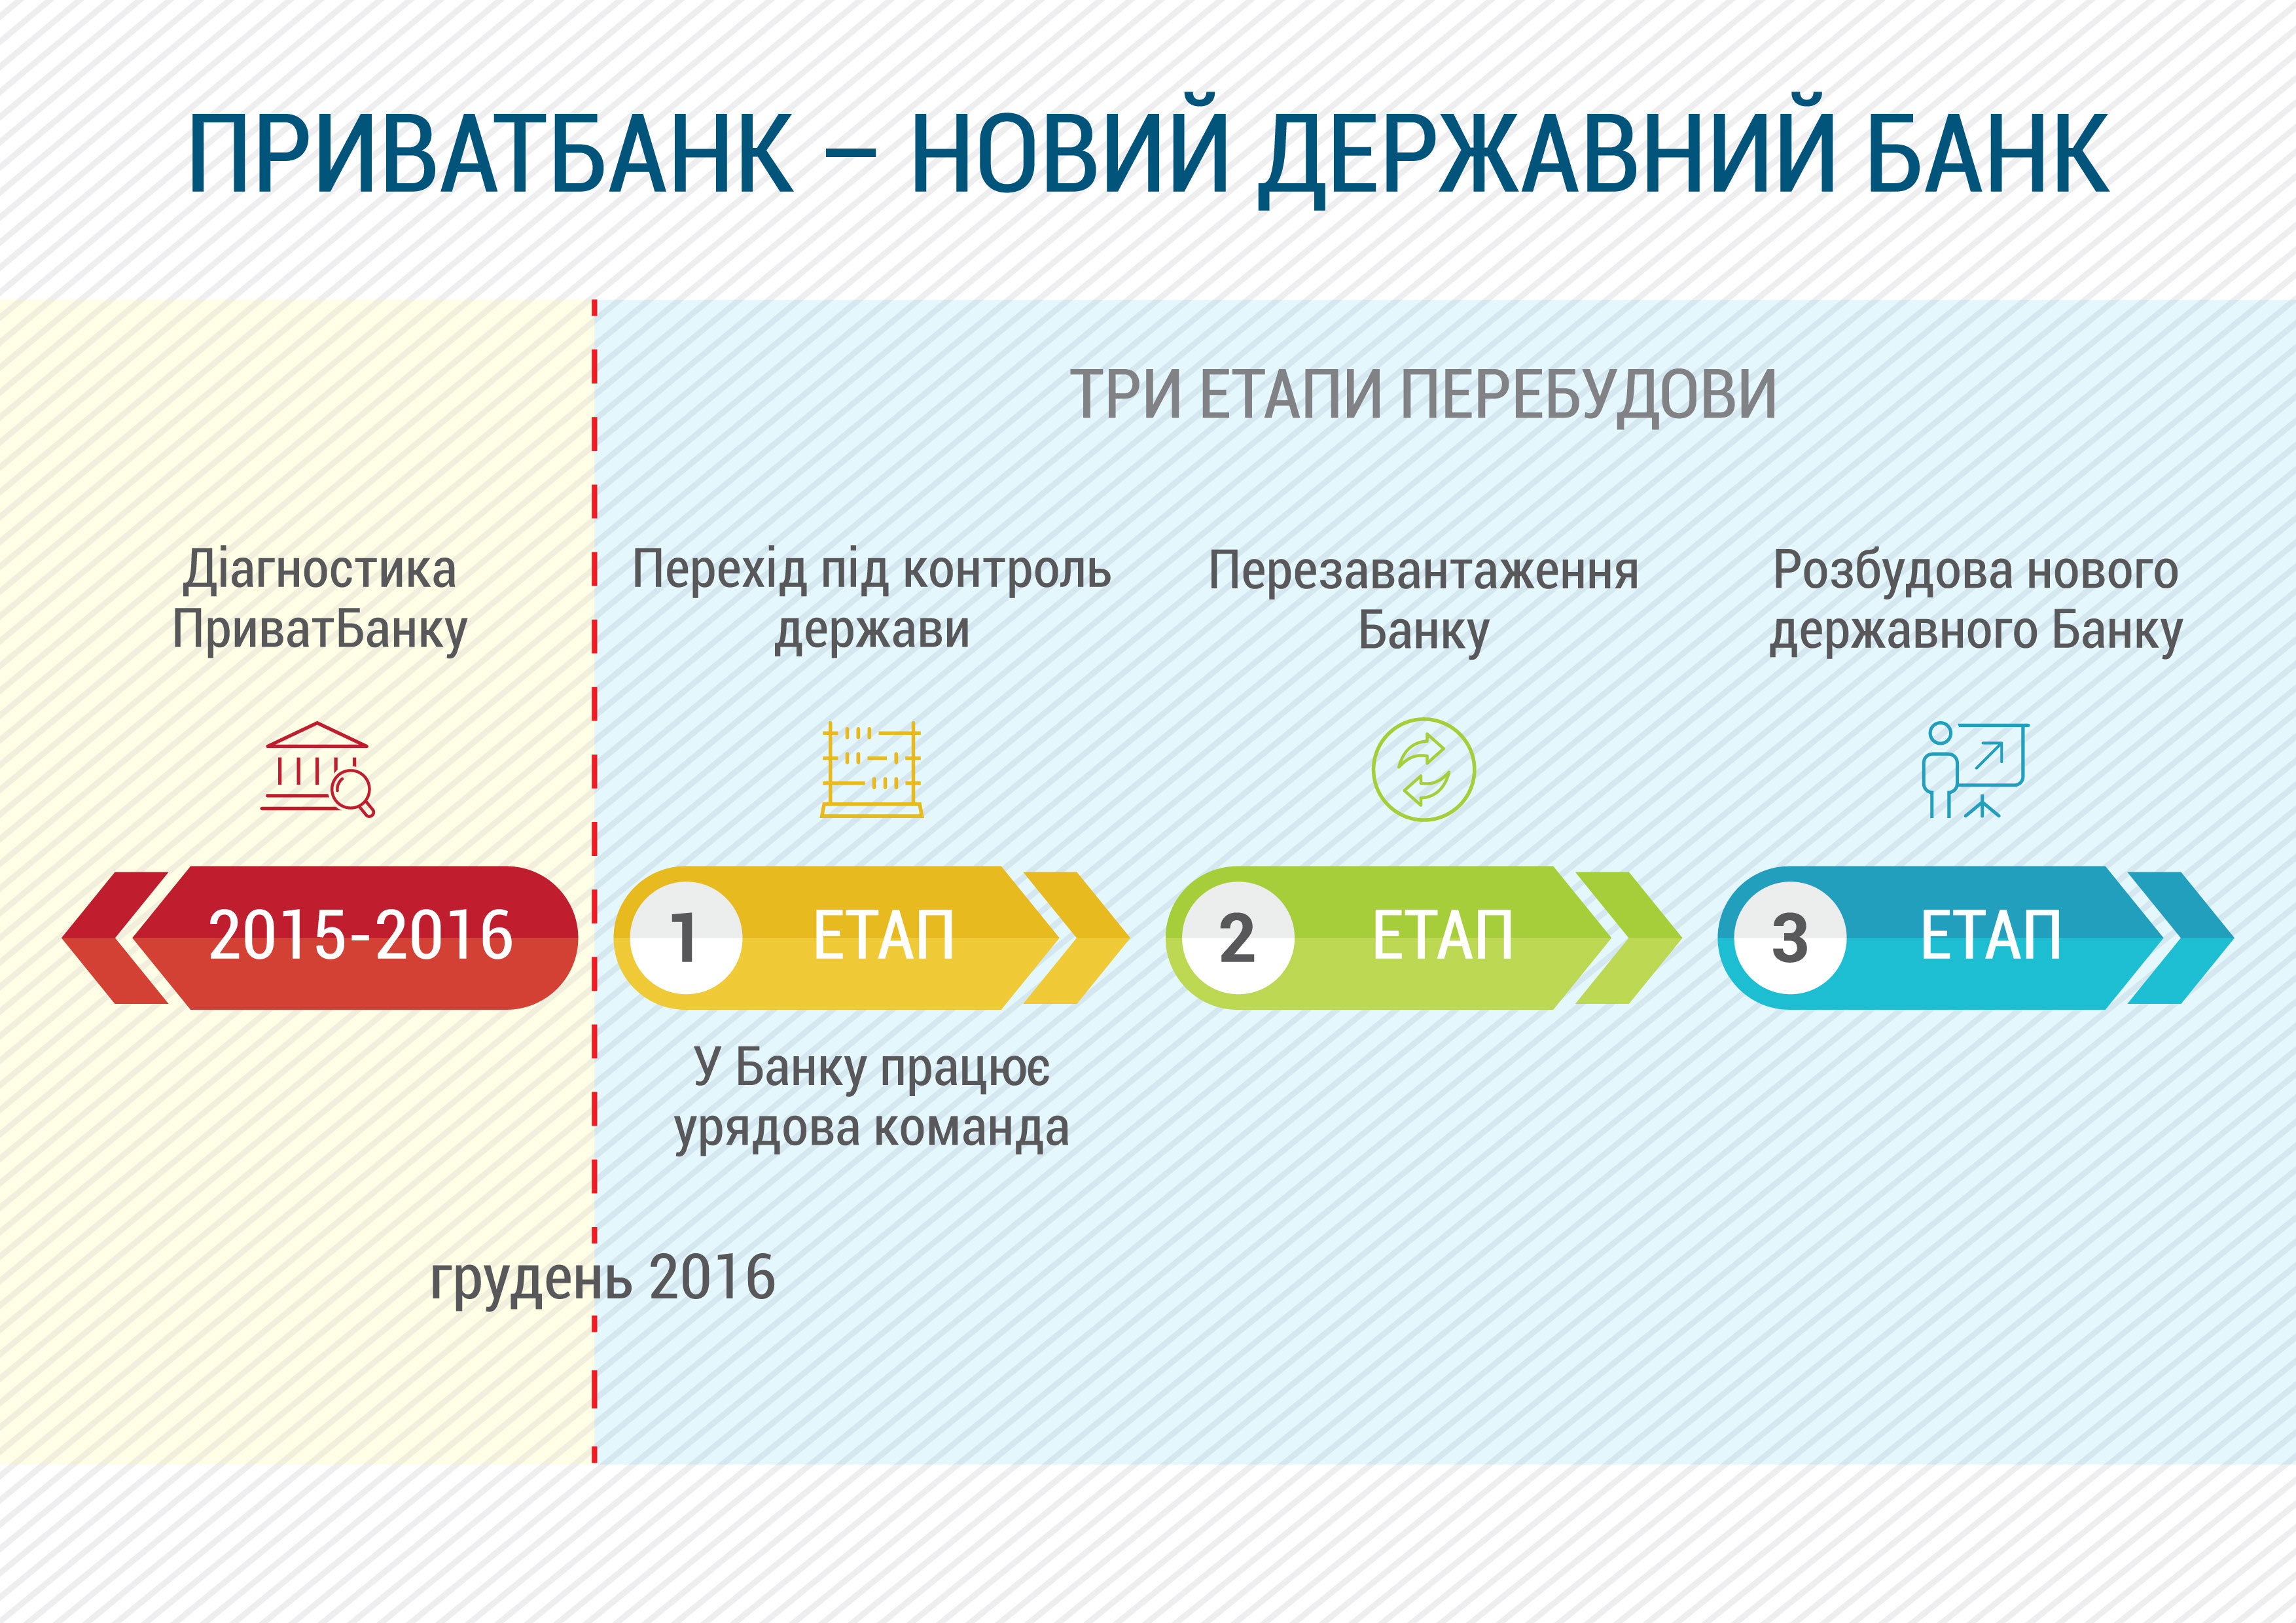 ПРИВАТБАНК – НОВИЙ ДЕРЖАВНИЙ БАНК
ТРИ ЕТАПИ ПЕРЕБУДОВИ
Діагностика
ПриватБанку
2015-2016
Перехід під контроль
держави
1 ЕТАП
У Банку працює
урядова команда
Перезавантаження
Банку
2 ЕТАП
Розбудова нового
державного Банку
3 ЕТАП
грудень 2016